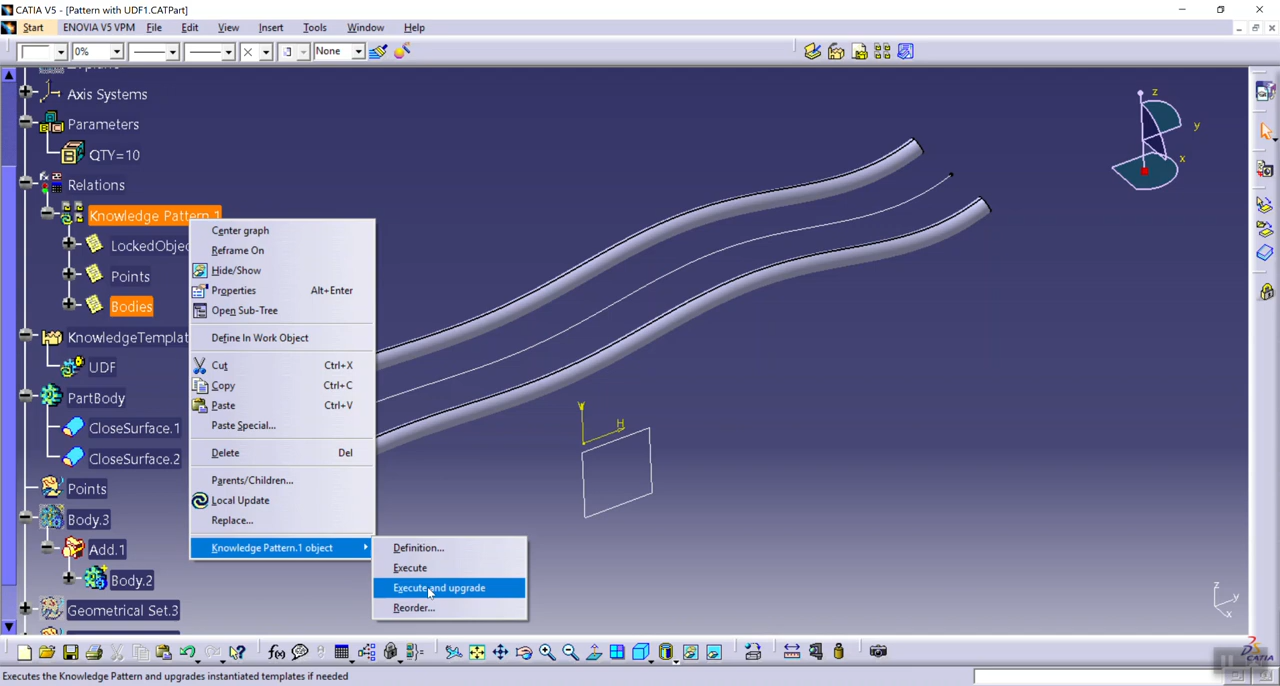 CATIA V5 - [Pattern with UDF1.CATPart]
Start ENOVIA V5 VPM File Edit View Insert Tools Window Help
0% None
Axis Systems
Parameters
QTY=10
Relations
Knowledge Pattern.1
LockedObjec
Points
Bodies
KnowledgeTemplat
UDF
PartBody
CloseSurface.1
CloseSurface.2
Points
Body.3
Add.1
Body.2
Geometrical Set.3
Center graph
Reframe On
Hide/Show
Properties Alt+Enter
Open Sub-Tree
Define In Work Object
Cut Ctrl+X
Copy Ctrl+C
Paste Ctrl+V
Paste Special...
Delete Del
Parents/Children...
Local Update
Replace...
Knowledge Pattern.1 object
Definition...
Execute
Execute and upgrade
Reorder...
V
H
z
y
x
z
y
x
f(x)
CATIA
Executes the Knowledge Pattern and upgrades instantiated templates if needed